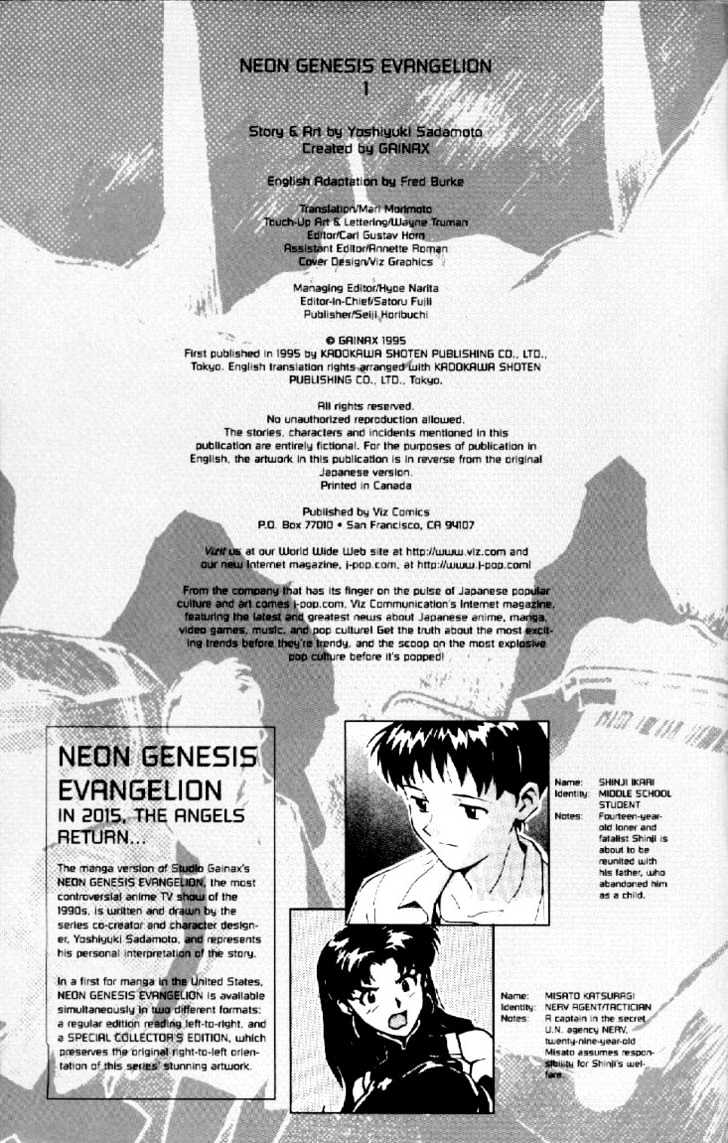 NEON GENESIS EVANGELION
1
Story & Art by Yoshiyuki Sadamoto
Created by GAINAX
English Adaptation by Fred Burke
Translation/Mari Morimoto
Touch-Up Art & Lettering/Wayne Truman
Editor/Carl Gustav Horn
Assistant Editor/Annette Roman
Cover Design/Viz Graphics
Managing Editor/Hyoe Narita
Editor-in-Chief/Satoru Fujii
Publisher/Seiji Horibuchi
© GAINAX 1995
First published in 1995 by KADOKAWA SHOTEN PUBLISHING CO., LTD.,
Tokyo. English translation rights arranged with KADOKAWA SHOTEN
PUBLISHING CO., LTD., Tokyo.
All rights reserved.
No unauthorized reproduction allowed.
The stories, characters and incidents mentioned in this
publication are entirely fictional. For the purposes of publication in
English, the artwork in this publication is in reverse from the original
Japanese version.
Printed in Canada
Published by Viz Comics
P.O. Box 77010 • San Francisco, CA 94107
Vizit us at our World Wide Web site at http://www.viz.com and
our new Internet magazine, j-pop.com, at http://www.j-pop.com!
From the company that has its finger on the pulse of Japanese popular
culture and art comes j-pop.com, Viz Communication's Internet magazine,
featuring the latest and greatest news about Japanese anime, manga,
video games, music, and pop culture! Get the truth about the most excit-
ing trends before they're trendy, and the scoop on the most explosive
pop culture before it's popped!
NEON GENESIS
EVANGELION
IN 2015, THE ANGELS
RETURN...
The manga version of Studio Gainax's
NEON GENESIS EVANGELION, the most
controversial anime TV show of the
1990s, is written and drawn by the
series co-creator and character design-
er, Yoshiyuki Sadamoto, and represents
his personal interpretation of the story.
In a first for manga in the United States,
NEON GENESIS EVANGELION is available
simultaneously in two different formats:
a regular edition reading left-to-right, and
a SPECIAL COLLECTOR'S EDITION, which
preserves the original right-to-left orien-
tation of this series' stunning artwork.
Name: SHINJI IKARI
Identity: MIDDLE SCHOOL
STUDENT
Notes: Fourteen-year-
old loner and
fatalist Shinji is
about to be
reunited with
his father, who
abandoned him
as a child.
Name: MISATO KATSURAGI
Identity: NERV AGENT/TACTICIAN
Notes: A captain in the secret
U.N. agency NERV,
twenty-nine-year-old
Misato assumes respon-
sibility for Shinji's wel-
fare.